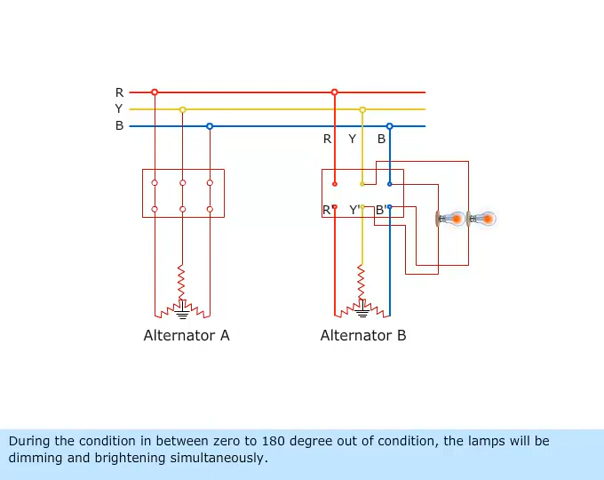 R
Y
B
R Y B
R' Y' B'
Alternator A
Alternator B
During the condition in between zero to 180 degree out of condition, the lamps will be
dimming and brightening simultaneously.